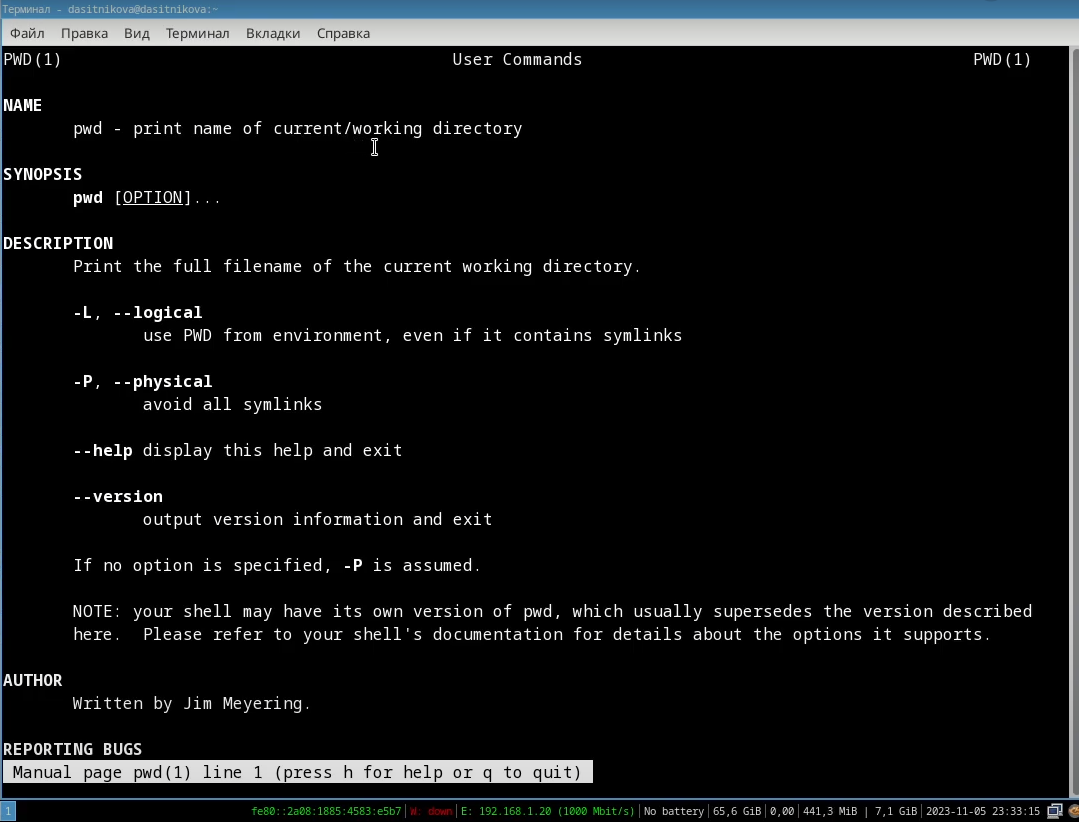 Терминал - dasitnikova@dasitnikova:~
Файл Правка Вид Терминал Вкладки Справка
PWD(1) User Commands PWD(1)
NAME
pwd - print name of current/working directory
SYNOPSIS
pwd [OPTION]...
DESCRIPTION
Print the full filename of the current working directory.
-L, --logical
use PWD from environment, even if it contains symlinks
-P, --physical
avoid all symlinks
--help display this help and exit
--version
output version information and exit
If no option is specified, -P is assumed.
NOTE: your shell may have its own version of pwd, which usually supersedes the version described
here. Please refer to your shell's documentation for details about the options it supports.
AUTHOR
Written by Jim Meyering.
REPORTING BUGS
Manual page pwd(1) line 1 (press h for help or q to quit)
1 fe80::2a08:1885:4583:e5b7 | W: down | E: 192.168.1.20 (1000 Mbit/s) | No battery | 65,6 GiB | 0,00 | 441,3 MiB | 7,1 GiB | 2023-11-05 23:33:15